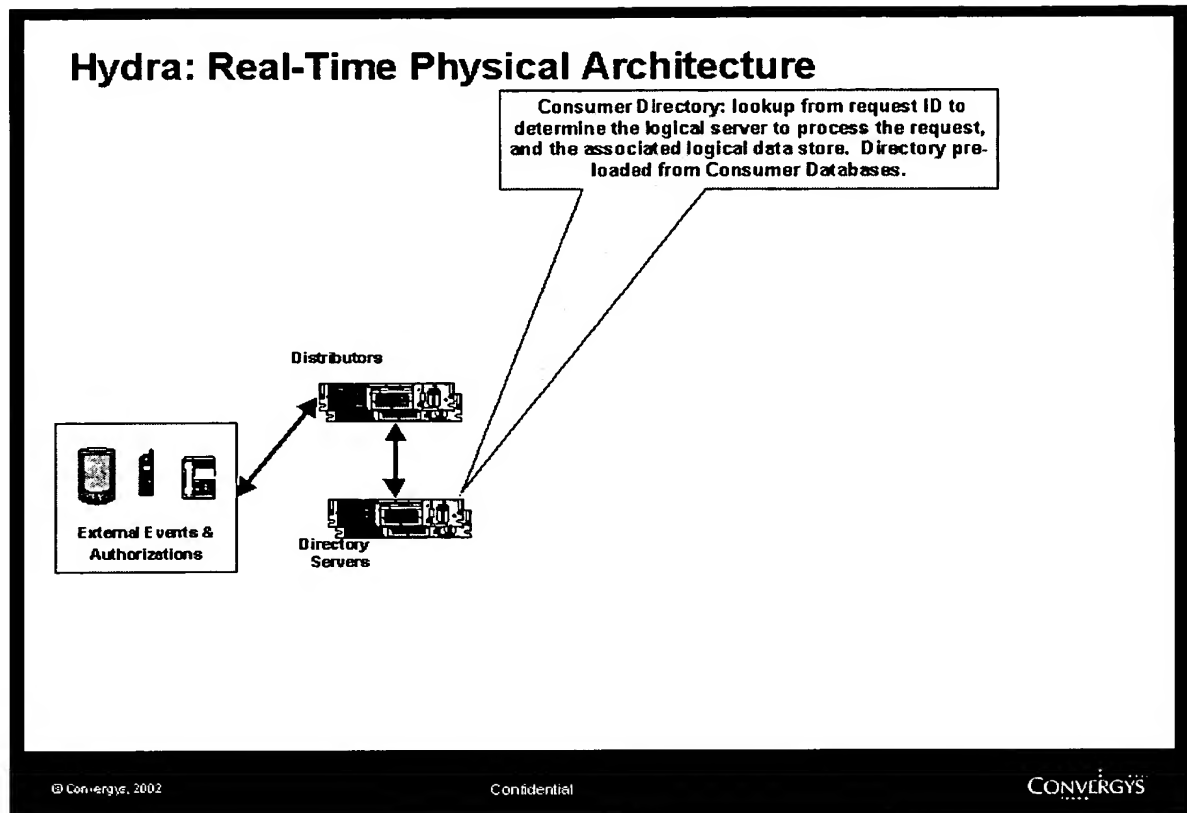 Hydra: Real-Time Physical Architecture
Consumer Directory: lookup from request ID to
determine the logical server to process the request,
and the associated logical data store. Directory pre-
loaded from Consumer Databases.
Distributors
External Events &
Authorizations
Directory
Servers
© Convergys, 2002
Confidential
CONVERGYS